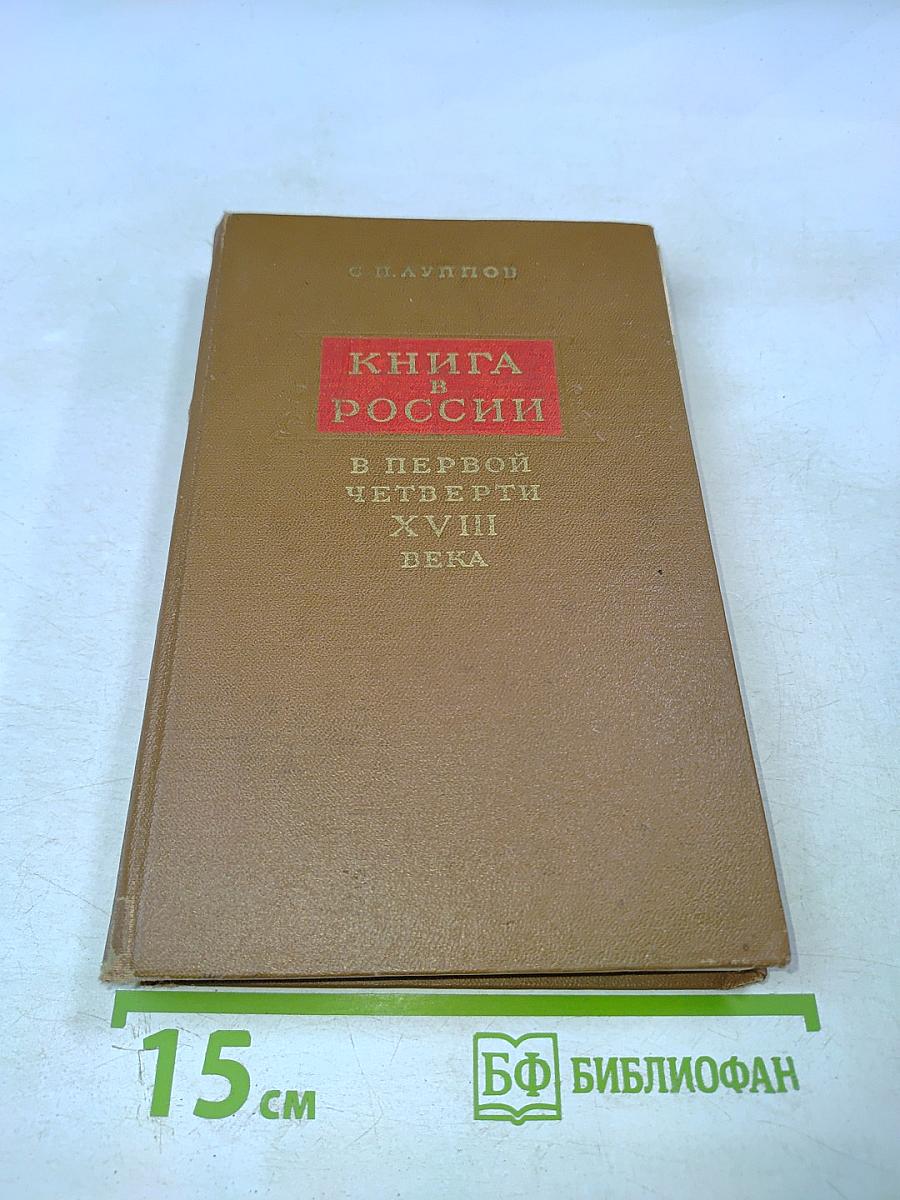 С П. ЛУППОВ
КНИГА
В
РОССИИ
В ПЕРВОЙ
ЧЕТВЕРТИ
XVIII
ВЕКА
15 см
БФ БИБЛИОФАН